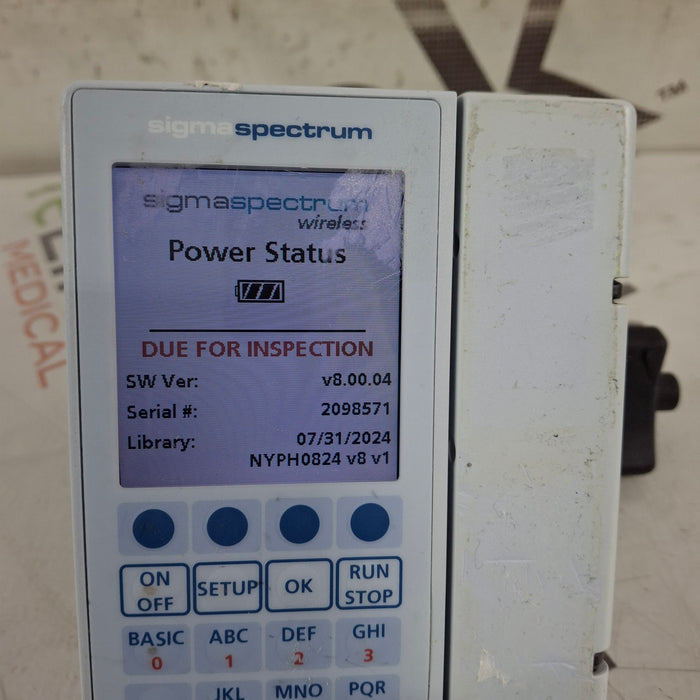 sigmaspectrum
sigmaspectrum
wireless
Power Status
DUE FOR INSPECTION
SW Ver: v8.00.04
Serial #: 2098571
Library: 07/31/2024
NYPH0824 v8 v1
ON OFF
SETUP
OK
RUN STOP
BASIC 0
ABC 1
DEF 2
GHI 3
JKL
MNO
PQR
MEDICAL
TM